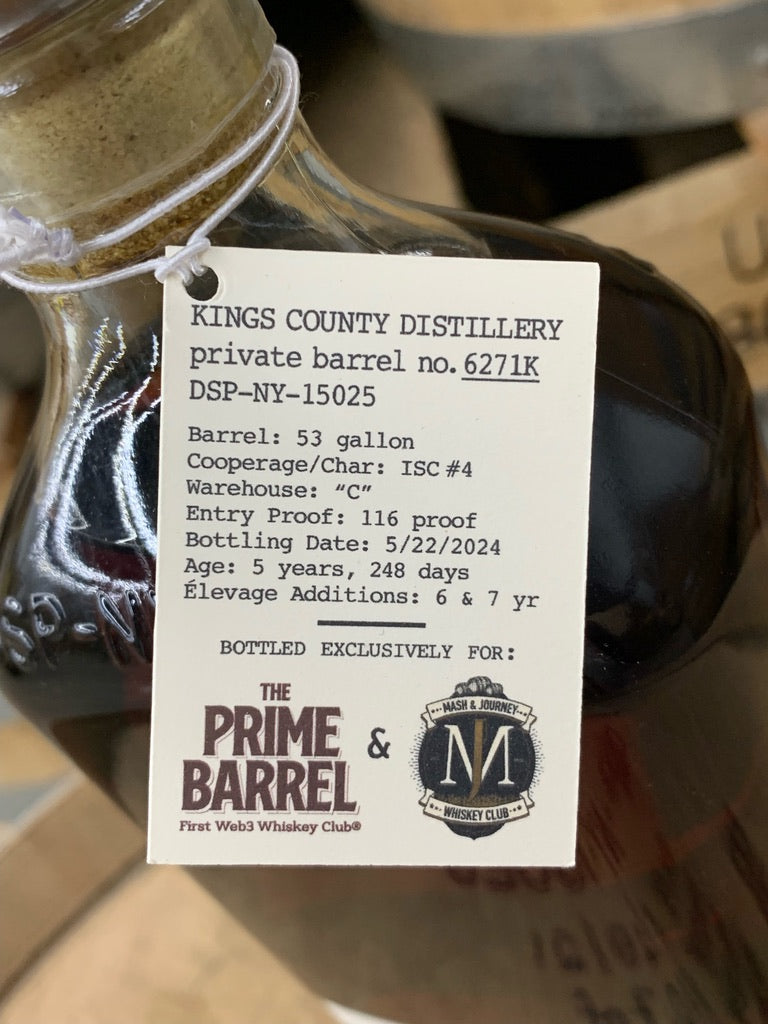 KINGS COUNTY DISTILLERY
private barrel no. 6271K
DSP-NY-15025
Barrel: 53 gallon
Cooperage/Char: ISC #4
Warehouse: “C”
Entry Proof: 116 proof
Bottling Date: 5/22/2024
Age: 5 years, 248 days
Élevage Additions: 6 & 7 yr
BOTTLED EXCLUSIVELY FOR:
THE
PRIME
BARREL
First Web3 Whiskey Club®
&
MASH & JOURNEY
MJ
WHISKEY CLUB